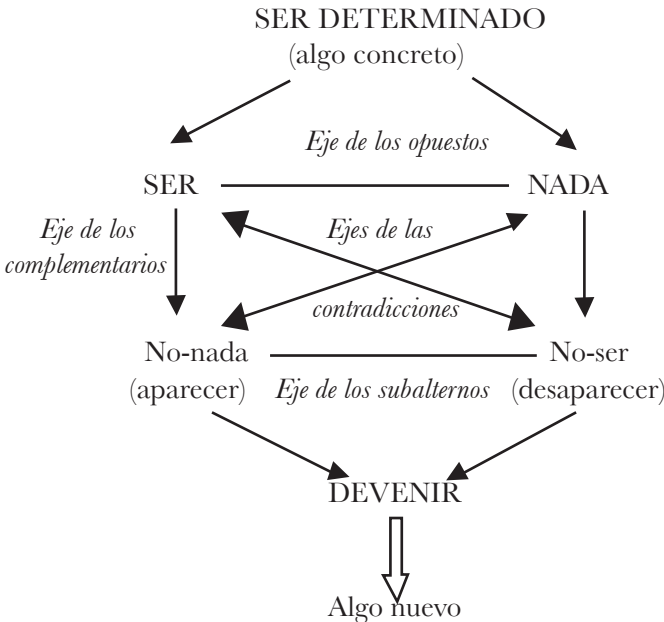 SER DETERMINADO
(algo concreto)
Eje de los opuestos
SER
NADA
Eje de los
complementarios
Ejes de las
contradicciones
No-nada
(aparecer)
Eje de los subalternos
No-ser
(desaparecer)
DEVENIR
Algo nuevo